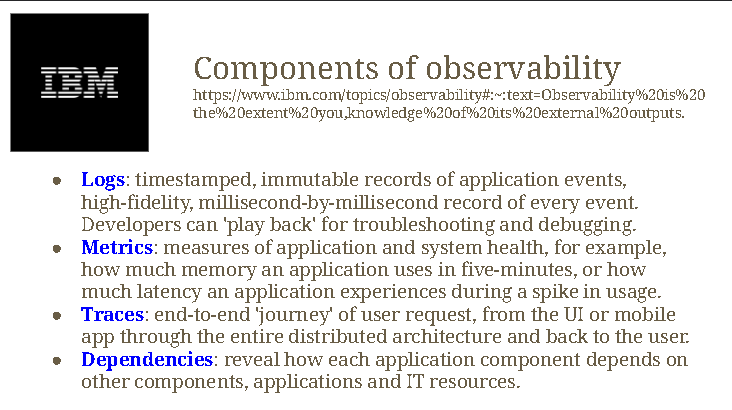 IBM
Components of observability
https://www.ibm.com/topics/observability#:~:text=Observability%20is%20
the%20extent%20you,knowledge%20of%20its%20external%20outputs.
● Logs: timestamped, immutable records of application events,
high-fidelity, millisecond-by-millisecond record of every event.
Developers can 'play back' for troubleshooting and debugging.
● Metrics: measures of application and system health, for example,
how much memory an application uses in five-minutes, or how
much latency an application experiences during a spike in usage.
● Traces: end-to-end 'journey' of user request, from the UI or mobile
app through the entire distributed architecture and back to the user.
● Dependencies: reveal how each application component depends on
other components, applications and IT resources.